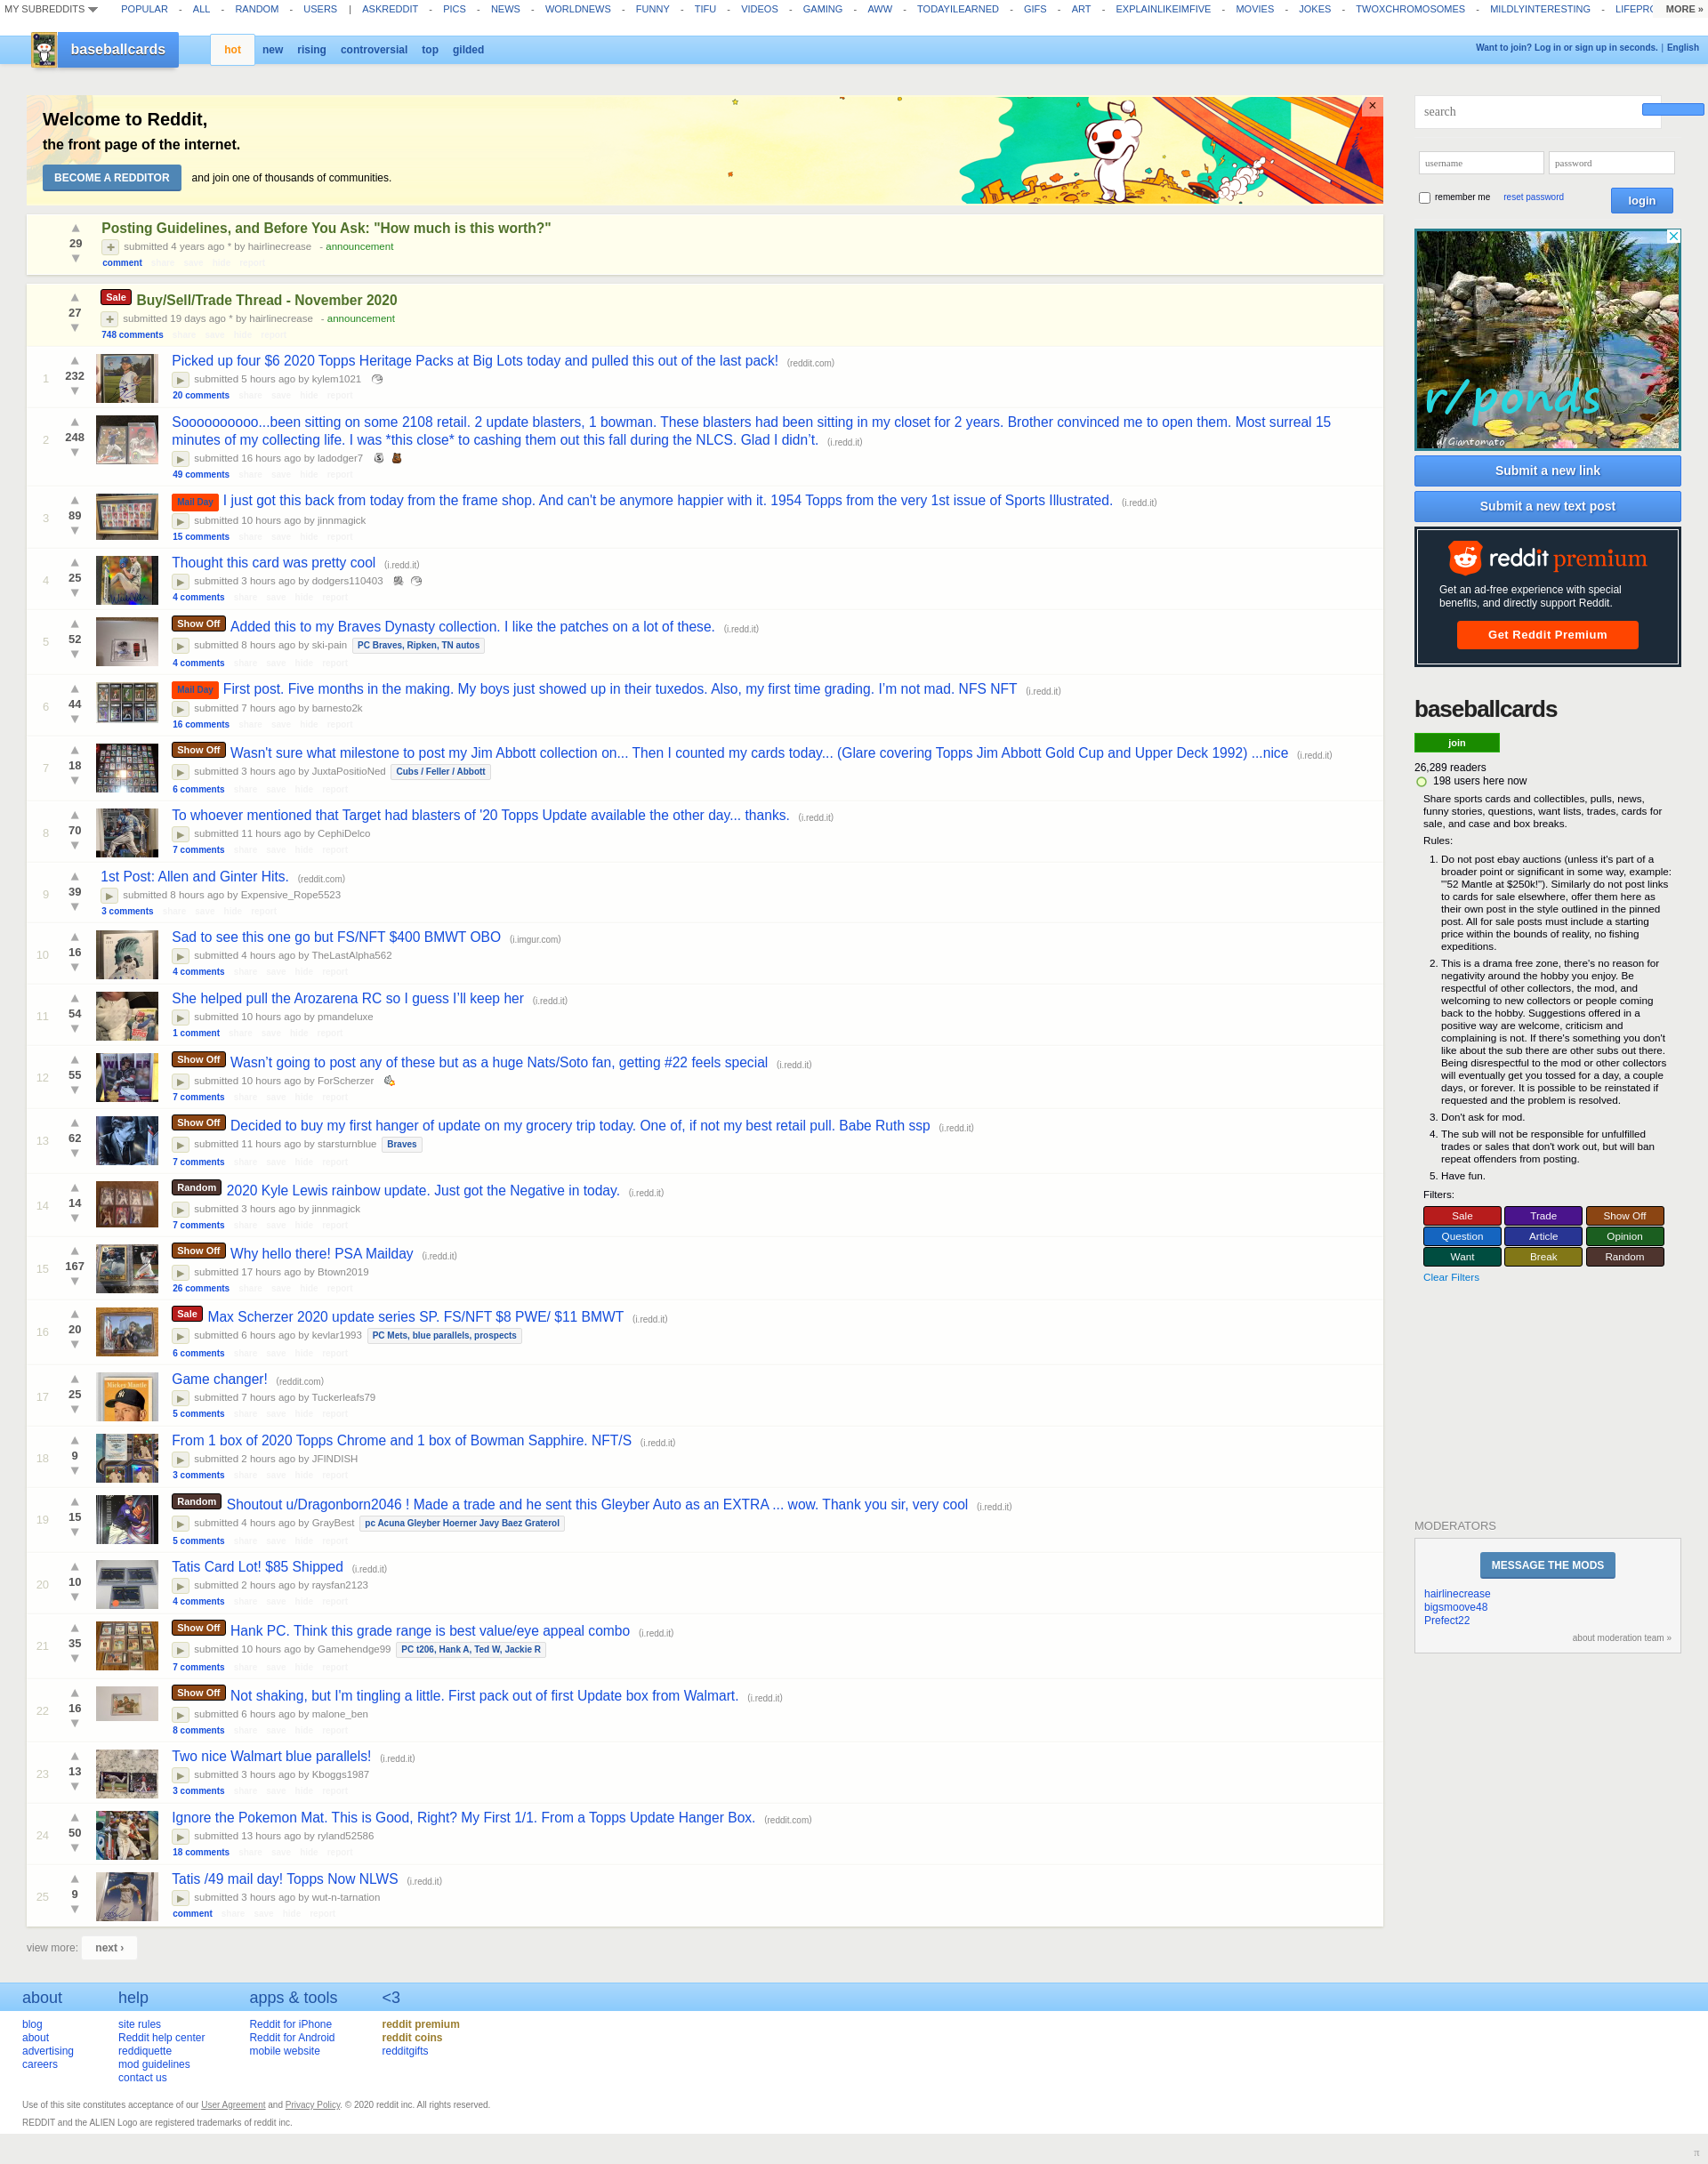 MY SUBREDDITS POPULAR - ALL - RANDOM - USERS | ASKREDDIT - PICS - NEWS - WORLDNEWS - FUNNY - TIFU - VIDEOS - GAMING - AWW - TODAYILEARNED - GIFS - ART - EXPLAINLIKEIMFIVE - MOVIES - JOKES - TWOXCHROMOSOMES - MILDLYINTERESTING - LIFEPRO MORE »
baseballcards hot new rising controversial top gilded
Want to join? Log in or sign up in seconds. | English
Welcome to Reddit,
the front page of the internet.
BECOME A REDDITOR and join one of thousands of communities.
29
Posting Guidelines, and Before You Ask: "How much is this worth?"
submitted 4 years ago * by hairlinecrease - announcement
comment share save hide report
27
Sale Buy/Sell/Trade Thread - November 2020
submitted 19 days ago * by hairlinecrease - announcement
748 comments share save hide report
1 232
Picked up four $6 2020 Topps Heritage Packs at Big Lots today and pulled this out of the last pack! (reddit.com)
submitted 5 hours ago by kylem1021
20 comments share save hide report
2 248
Soooooooooo...been sitting on some 2108 retail. 2 update blasters, 1 bowman. These blasters had been sitting in my closet for 2 years. Brother convinced me to open them. Most surreal 15
minutes of my collecting life. I was *this close* to cashing them out this fall during the NLCS. Glad I didn't. (i.redd.it)
submitted 16 hours ago by ladodger7
49 comments share save hide report
3 89
Mail Day I just got this back from today from the frame shop. And can't be anymore happier with it. 1954 Topps from the very 1st issue of Sports Illustrated. (i.redd.it)
submitted 10 hours ago by jinnmagick
15 comments share save hide report
4 25
Thought this card was pretty cool (i.redd.it)
submitted 3 hours ago by dodgers110403
4 comments share save hide report
5 52
Show Off Added this to my Braves Dynasty collection. I like the patches on a lot of these. (i.redd.it)
submitted 8 hours ago by ski-pain PC Braves, Ripken, TN autos
4 comments share save hide report
6 44
Mail Day First post. Five months in the making. My boys just showed up in their tuxedos. Also, my first time grading. I'm not mad. NFS NFT (i.redd.it)
submitted 7 hours ago by barnesto2k
16 comments share save hide report
7 18
Show Off Wasn't sure what milestone to post my Jim Abbott collection on... Then I counted my cards today... (Glare covering Topps Jim Abbott Gold Cup and Upper Deck 1992) ...nice (i.redd.it)
submitted 3 hours ago by JuxtaPositioNed Cubs / Feller / Abbott
6 comments share save hide report
8 70
To whoever mentioned that Target had blasters of '20 Topps Update available the other day... thanks. (i.redd.it)
submitted 11 hours ago by CephiDelco
7 comments share save hide report
9 39
1st Post: Allen and Ginter Hits. (reddit.com)
submitted 8 hours ago by Expensive_Rope5523
3 comments share save hide report
10 16
Sad to see this one go but FS/NFT $400 BMWT OBO (i.imgur.com)
submitted 4 hours ago by TheLastAlpha562
4 comments share save hide report
11 54
She helped pull the Arozarena RC so I guess I'll keep her (i.redd.it)
submitted 10 hours ago by pmandeluxe
1 comment share save hide report
12 55
Show Off Wasn't going to post any of these but as a huge Nats/Soto fan, getting #22 feels special (i.redd.it)
submitted 10 hours ago by ForScherzer
7 comments share save hide report
13 62
Show Off Decided to buy my first hanger of update on my grocery trip today. One of, if not my best retail pull. Babe Ruth ssp (i.redd.it)
submitted 11 hours ago by starsturnblue Braves
7 comments share save hide report
14 14
Random 2020 Kyle Lewis rainbow update. Just got the Negative in today. (i.redd.it)
submitted 3 hours ago by jinnmagick
7 comments share save hide report
15 167
Show Off Why hello there! PSA Mailday (i.redd.it)
submitted 17 hours ago by Btown2019
26 comments share save hide report
16 20
Sale Max Scherzer 2020 update series SP. FS/NFT $8 PWE/ $11 BMWT (i.redd.it)
submitted 6 hours ago by kevlar1993 PC Mets, blue parallels, prospects
6 comments share save hide report
17 25
Game changer! (reddit.com)
submitted 7 hours ago by Tuckerleafs79
5 comments share save hide report
18 9
From 1 box of 2020 Topps Chrome and 1 box of Bowman Sapphire. NFT/S (i.redd.it)
submitted 2 hours ago by JFINDISH
3 comments share save hide report
19 15
Random Shoutout u/Dragonborn2046 ! Made a trade and he sent this Gleyber Auto as an EXTRA ... wow. Thank you sir, very cool (i.redd.it)
submitted 4 hours ago by GrayBest pc Acuna Gleyber Hoerner Javy Baez Graterol
5 comments share save hide report
20 10
Tatis Card Lot! $85 Shipped (i.redd.it)
submitted 2 hours ago by raysfan2123
4 comments share save hide report
21 35
Show Off Hank PC. Think this grade range is best value/eye appeal combo (i.redd.it)
submitted 10 hours ago by Gamehendge99 PC t206, Hank A, Ted W, Jackie R
7 comments share save hide report
22 16
Show Off Not shaking, but I'm tingling a little. First pack out of first Update box from Walmart. (i.redd.it)
submitted 6 hours ago by malone_ben
8 comments share save hide report
23 13
Two nice Walmart blue parallels! (i.redd.it)
submitted 3 hours ago by Kboggs1987
3 comments share save hide report
24 50
Ignore the Pokemon Mat. This is Good, Right? My First 1/1. From a Topps Update Hanger Box. (reddit.com)
submitted 13 hours ago by ryland52586
18 comments share save hide report
25 9
Tatis /49 mail day! Topps Now NLWS (i.redd.it)
submitted 3 hours ago by wut-n-tarnation
comment share save hide report
view more: next ›
search
username password
remember me reset password login
r/ponds
u/Giantomato
Submit a new link
Submit a new text post
reddit premium
Get an ad-free experience with special
benefits, and directly support Reddit.
Get Reddit Premium
baseballcards
join
26,289 readers
198 users here now
Share sports cards and collectibles, pulls, news,
funny stories, questions, want lists, trades, cards for
sale, and case and box breaks.
Rules:
1. Do not post ebay auctions (unless it's part of a
broader point or significant in some way, example:
"'52 Mantle at $250k!"). Similarly do not post links
to cards for sale elsewhere, offer them here as
their own post in the style outlined in the pinned
post. All for sale posts must include a starting
price within the bounds of reality, no fishing
expeditions.
2. This is a drama free zone, there's no reason for
negativity around the hobby you enjoy. Be
respectful of other collectors, the mod, and
welcoming to new collectors or people coming
back to the hobby. Suggestions offered in a
positive way are welcome, criticism and
complaining is not. If there's something you don't
like about the sub there are other subs out there.
Being disrespectful to the mod or other collectors
will eventually get you tossed for a day, a couple
days, or forever. It is possible to be reinstated if
requested and the problem is resolved.
3. Don't ask for mod.
4. The sub will not be responsible for unfulfilled
trades or sales that don't work out, but will ban
repeat offenders from posting.
5. Have fun.
Filters:
Sale Trade Show Off
Question Article Opinion
Want Break Random
Clear Filters
MODERATORS
MESSAGE THE MODS
hairlinecrease
bigsmoove48
Prefect22
about moderation team »
about help apps & tools <3
blog site rules Reddit for iPhone reddit premium
about Reddit help center Reddit for Android reddit coins
advertising reddiquette mobile website redditgifts
careers mod guidelines
contact us
Use of this site constitutes acceptance of our User Agreement and Privacy Policy. © 2020 reddit inc. All rights reserved.
REDDIT and the ALIEN Logo are registered trademarks of reddit inc.
π